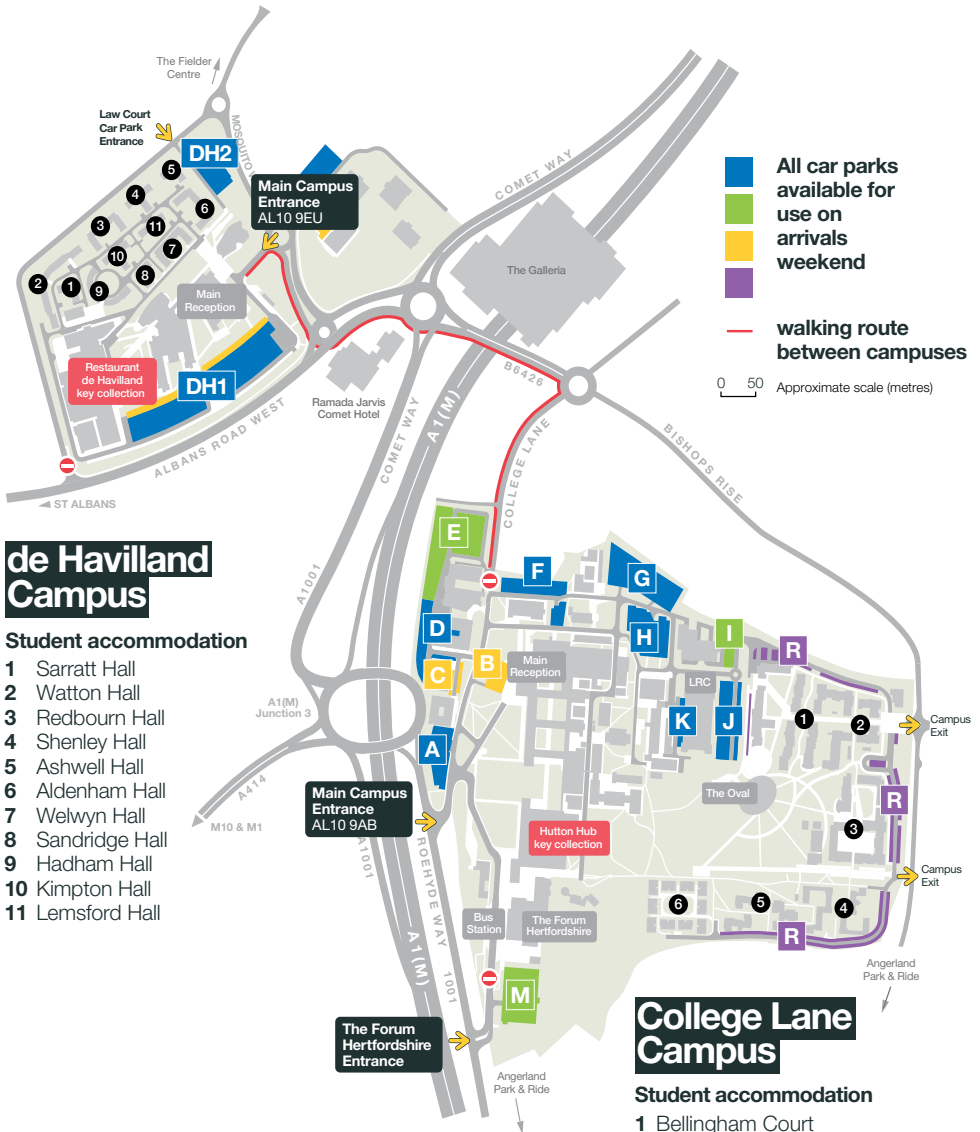 The Fielder
Centre
Law Court
Car Park
Entrance
MOSQUITO W
DH2
5
4
6
3
11
10
7
2
1
9
8
Main Campus
Entrance
AL10 9EU
Main
Reception
Restaurant
de Havilland
key collection
DH1
ALBANS ROAD WEST
ST ALBANS
Ramada Jarvis
Comet Hotel
COMET WAY
The Galleria
COMET WAY
A1(M)
B6426
COLLEGE LANE
BISHOPS RISE
All car parks
available for
use on
arrivals
weekend
walking route
between campuses
0 50 Approximate scale (metres)
de Havilland
Campus
Student accommodation
1 Sarratt Hall
2 Watton Hall
3 Redbourn Hall
4 Shenley Hall
5 Ashwell Hall
6 Aldenham Hall
7 Welwyn Hall
8 Sandridge Hall
9 Hadham Hall
10 Kimpton Hall
11 Lemsford Hall
A1001
A1(M)
Junction 3
A414
M10 & M1
A1001
E
F
G
D
H
I
R
C
B
Main
Reception
LRC
A
K
J
1
2
Campus
Exit
Main Campus
Entrance
AL10 9AB
The Oval
R
3
Hutton Hub
key collection
Campus
Exit
ROEHYDE WAY
1001
A1(M)
Bus
Station
The Forum
Hertfordshire
6
5
4
R
M
Angerland
Park & Ride
The Forum
Hertfordshire
Entrance
Angerland
Park & Ride
College Lane
Campus
Student accommodation
1 Bellingham Court